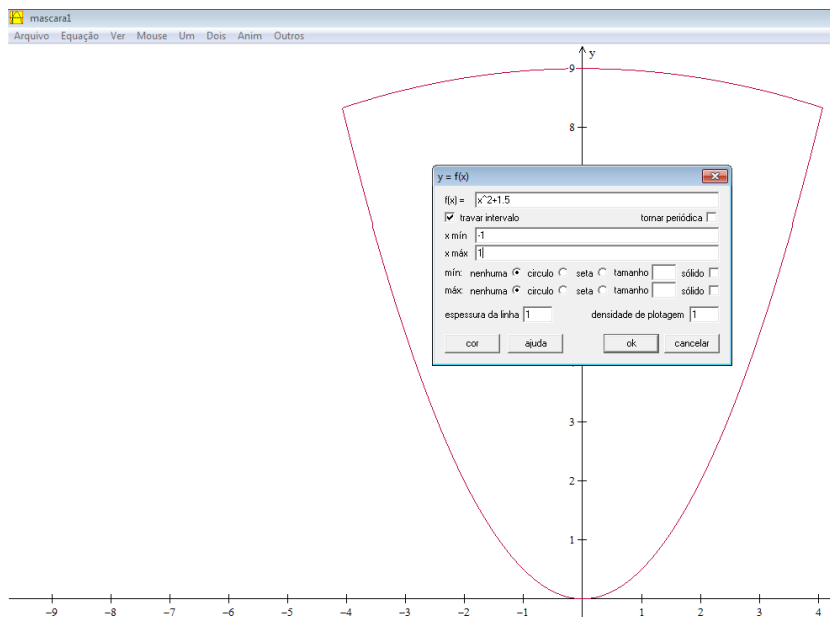 mascara1
Arquivo Equação Ver Mouse Um Dois Anim Outros
y
9
8
y = f(x)
f(x) = x^2+1.5
travar intervalo tornar periódica
x mín -1
x máx 1
mín: nenhuma circulo seta tamanho sólido
máx: nenhuma circulo seta tamanho sólido
espessura da linha 1 densidade de plotagem 1
cor ajuda ok cancelar
3
2
1
-9 -8 -7 -6 -5 -4 -3 -2 -1 1 2 3 4